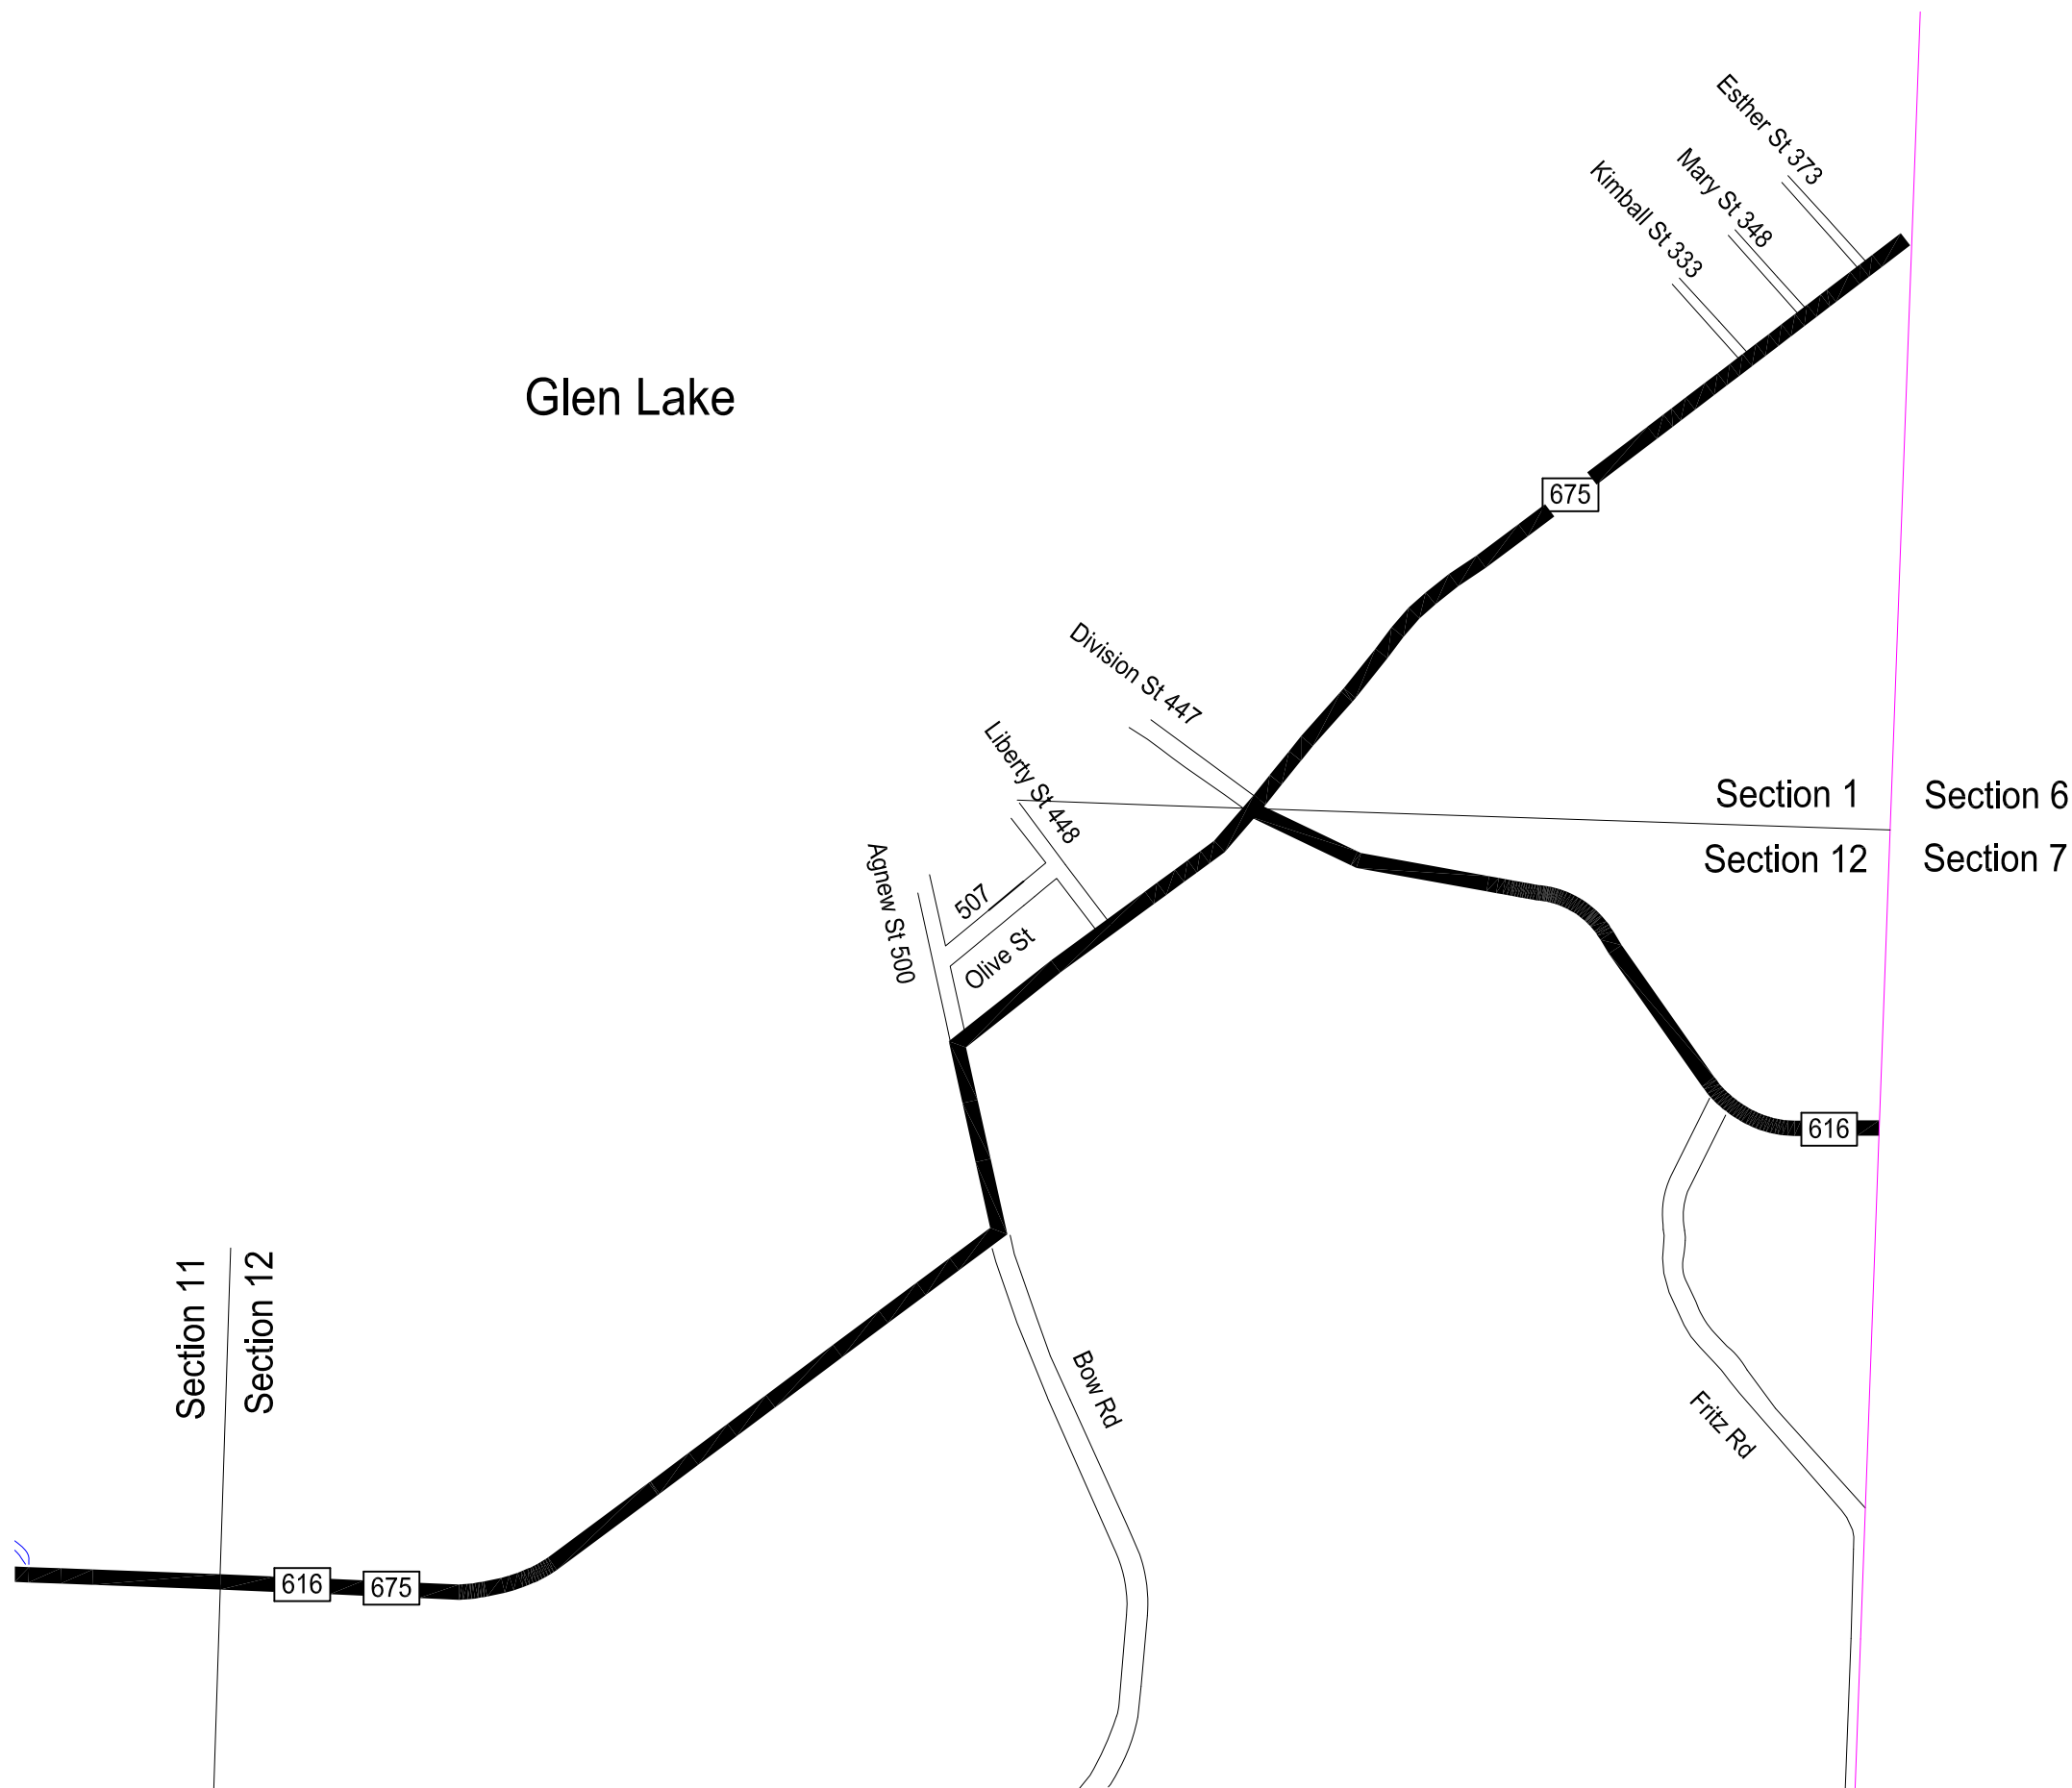 Esther St 373
Mary St 348
Kimball St 333
Glen Lake
675
Division St 447
Liberty St 448
Section 1
Section 6
Agnew St 500
507
Section 12
Section 7
Olive St
616
Section 11
Section 12
Bow Rd
Fritz Rd
616
675